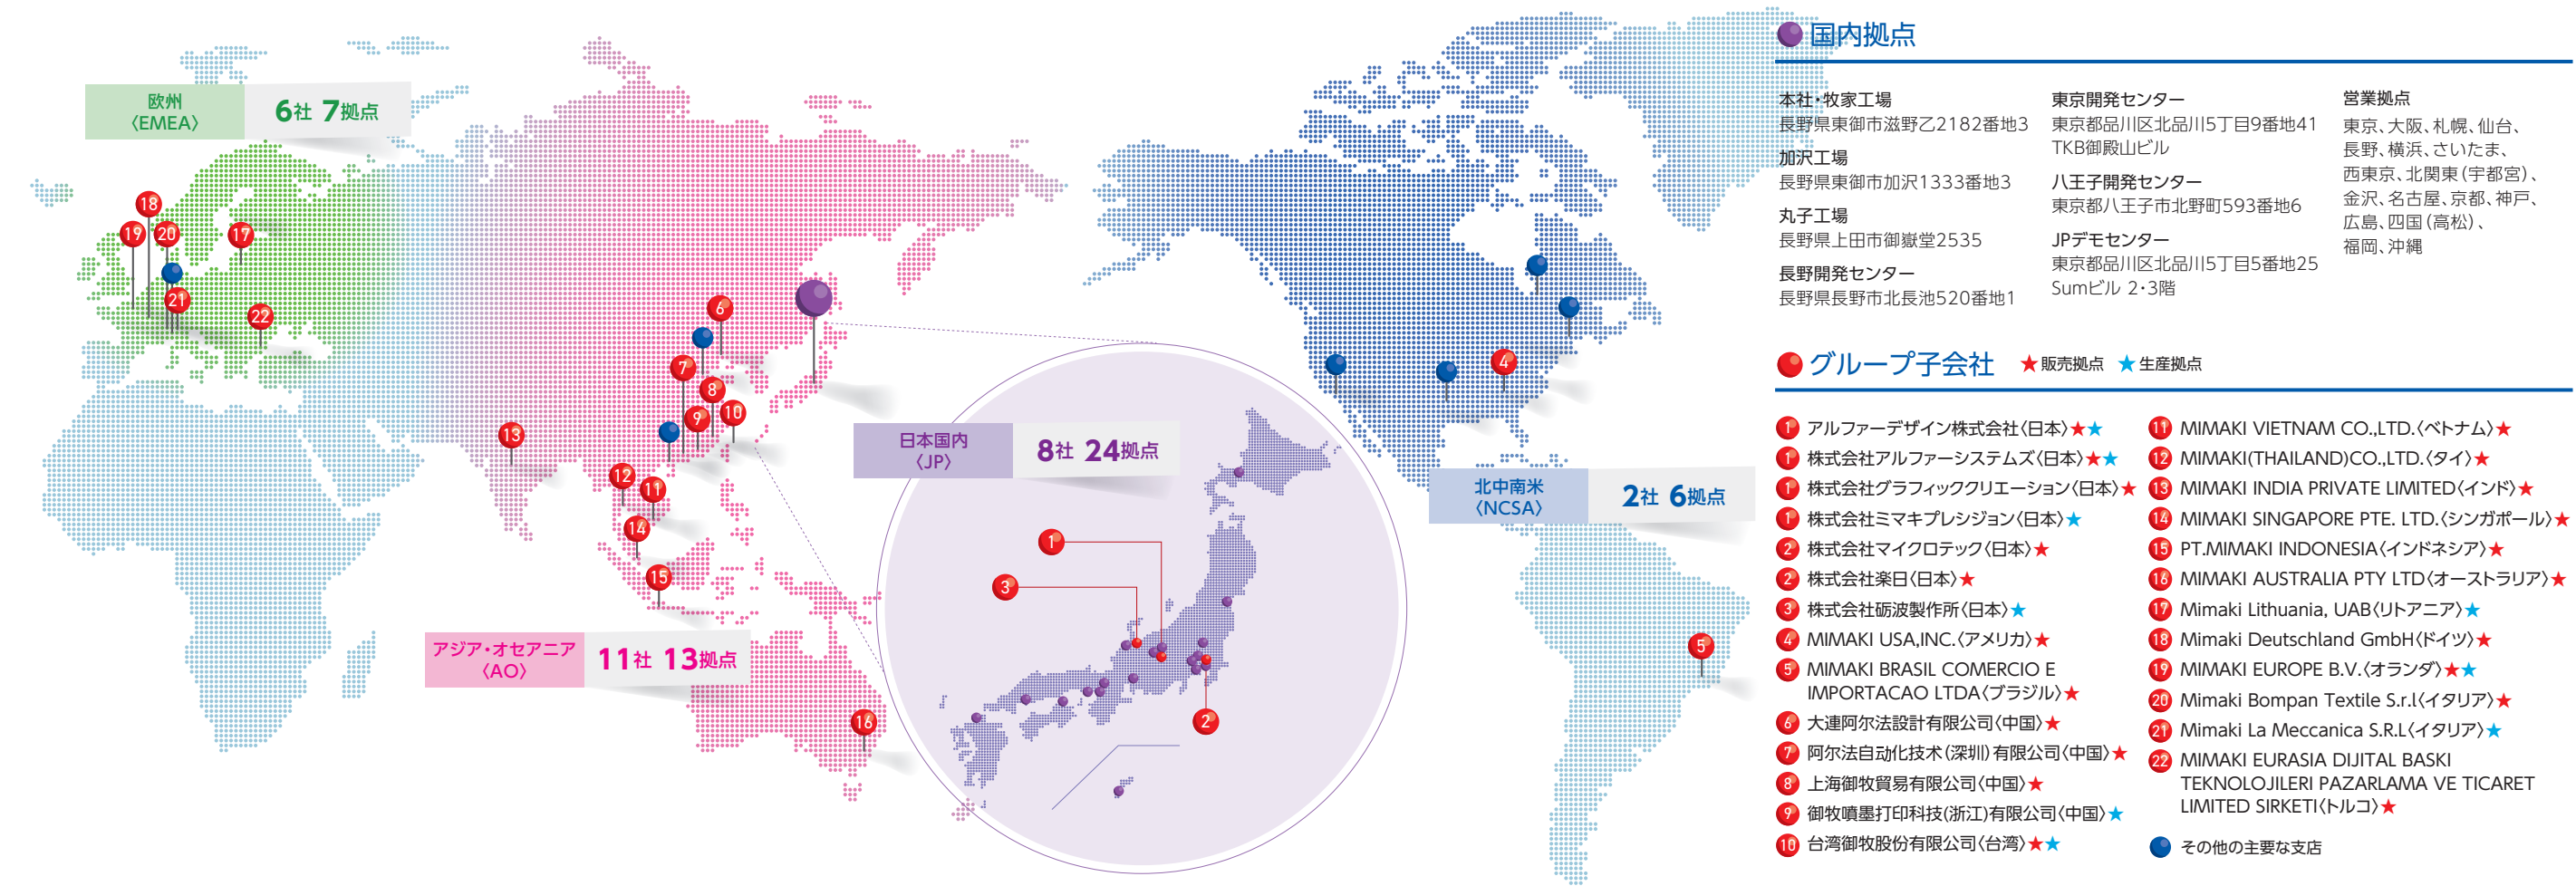 欧州
〈EMEA〉
6社 7拠点
18
19
20
17
21
22
6
7
8
9
10
13
12
11
14
15
16
アジア・オセアニア
〈AO〉
11社 13拠点
日本国内
〈JP〉
8社 24拠点
1
3
2
北中南米
〈NCSA〉
2社 6拠点
4
5
国内拠点
本社・牧家工場
長野県東御市滋野乙2182番地3
加沢工場
長野県東御市加沢1333番地3
丸子工場
長野県上田市御嶽堂2535
長野開発センター
長野県長野市北長池520番地1
東京開発センター
東京都品川区北品川5丁目9番地41
TKB御殿山ビル
八王子開発センター
東京都八王子市北野町593番地6
JPデモセンター
東京都品川区北品川5丁目5番地25
Sumビル 2・3階
営業拠点
東京、大阪、札幌、仙台、
長野、横浜、さいたま、
西東京、北関東(宇都宮)、
金沢、名古屋、京都、神戸、
広島、四国(高松)、
福岡、沖縄
グループ子会社 ★販売拠点 ★生産拠点
1 アルファーデザイン株式会社〈日本〉★★
1 株式会社アルファーシステムズ〈日本〉★★
1 株式会社グラフィッククリエーション〈日本〉★
1 株式会社ミマキプレシジョン〈日本〉★
2 株式会社マイクロテック〈日本〉★
2 株式会社楽日〈日本〉★
3 株式会社砺波製作所〈日本〉★
4 MIMAKI USA,INC.〈アメリカ〉★
5 MIMAKI BRASIL COMERCIO E
IMPORTACAO LTDA〈ブラジル〉★
6 大連阿尔法設計有限公司〈中国〉★
7 阿尔法自动化技术(深圳)有限公司〈中国〉★
8 上海御牧貿易有限公司〈中国〉★
9 御牧噴墨打印科技(浙江)有限公司〈中国〉★
10 台湾御牧股份有限公司〈台湾〉★★
11 MIMAKI VIETNAM CO.,LTD.〈ベトナム〉★
12 MIMAKI(THAILAND)CO.,LTD.〈タイ〉★
13 MIMAKI INDIA PRIVATE LIMITED〈インド〉★
14 MIMAKI SINGAPORE PTE. LTD.〈シンガポール〉★
15 PT.MIMAKI INDONESIA〈インドネシア〉★
16 MIMAKI AUSTRALIA PTY LTD〈オーストラリア〉★
17 Mimaki Lithuania, UAB〈リトアニア〉★
18 Mimaki Deutschland GmbH〈ドイツ〉★
19 MIMAKI EUROPE B.V.〈オランダ〉★★
20 Mimaki Bompan Textile S.r.l〈イタリア〉★
21 Mimaki La Meccanica S.R.L〈イタリア〉★
22 MIMAKI EURASIA DIJITAL BASKI
TEKNOLOJILERI PAZARLAMA VE TICARET
LIMITED SIRKETI〈トルコ〉★
その他の主要な支店